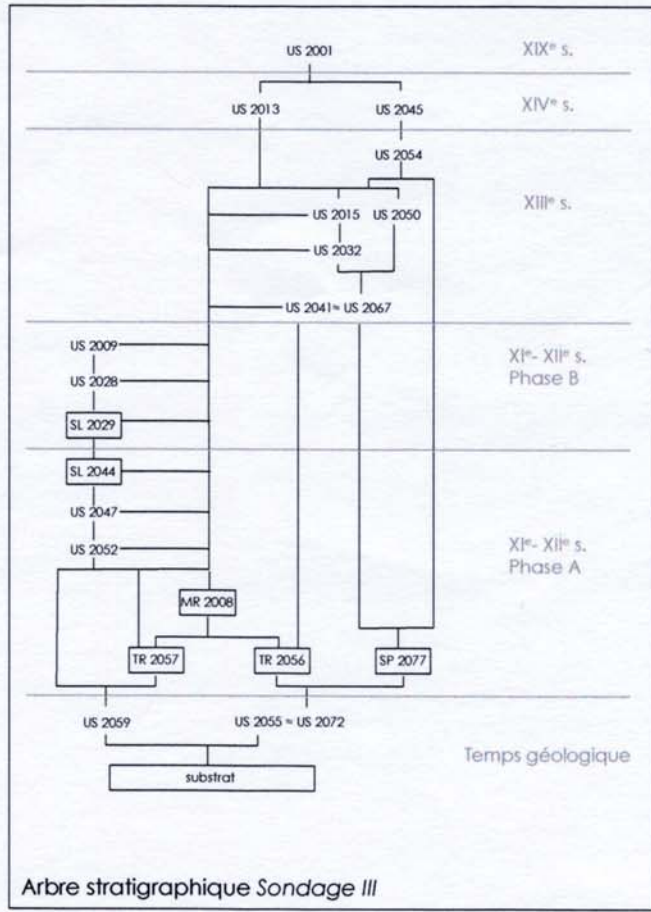 US 2001 XIXe s.
US 2013 US 2045 XIVe s.
US 2054
US 2015 US 2050 XIIIe s.
US 2032
US 2041≈ US 2067
US 2009 XIe- XIIe s.
US 2028 Phase B
SL 2029
SL 2044
US 2047
US 2052 XIe- XIIe s.
Phase A
MR 2008
TR 2057 TR 2056 SP 2077
US 2059 US 2055 ≈ US 2072
Temps géologique
substrat
Arbre stratigraphique Sondage III